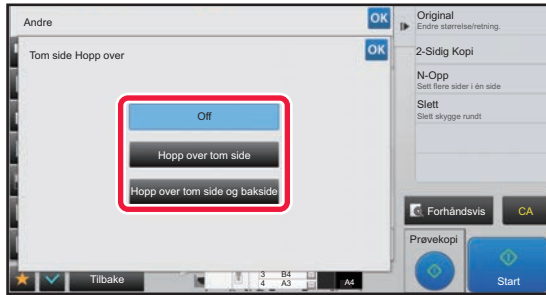 Andre
OK
Tom side Hopp over
OK
Off
Hopp over tom side
Hopp over tom side og bakside
Tilbake
3 B4
4 A3
A4
Original
Endre størrelse/retning.
2-Sidig Kopi
N-Opp
Sett flere sider i én side
Slett
Slett skygge rundt
Forhåndsvis
CA
Prøvekopi
Start